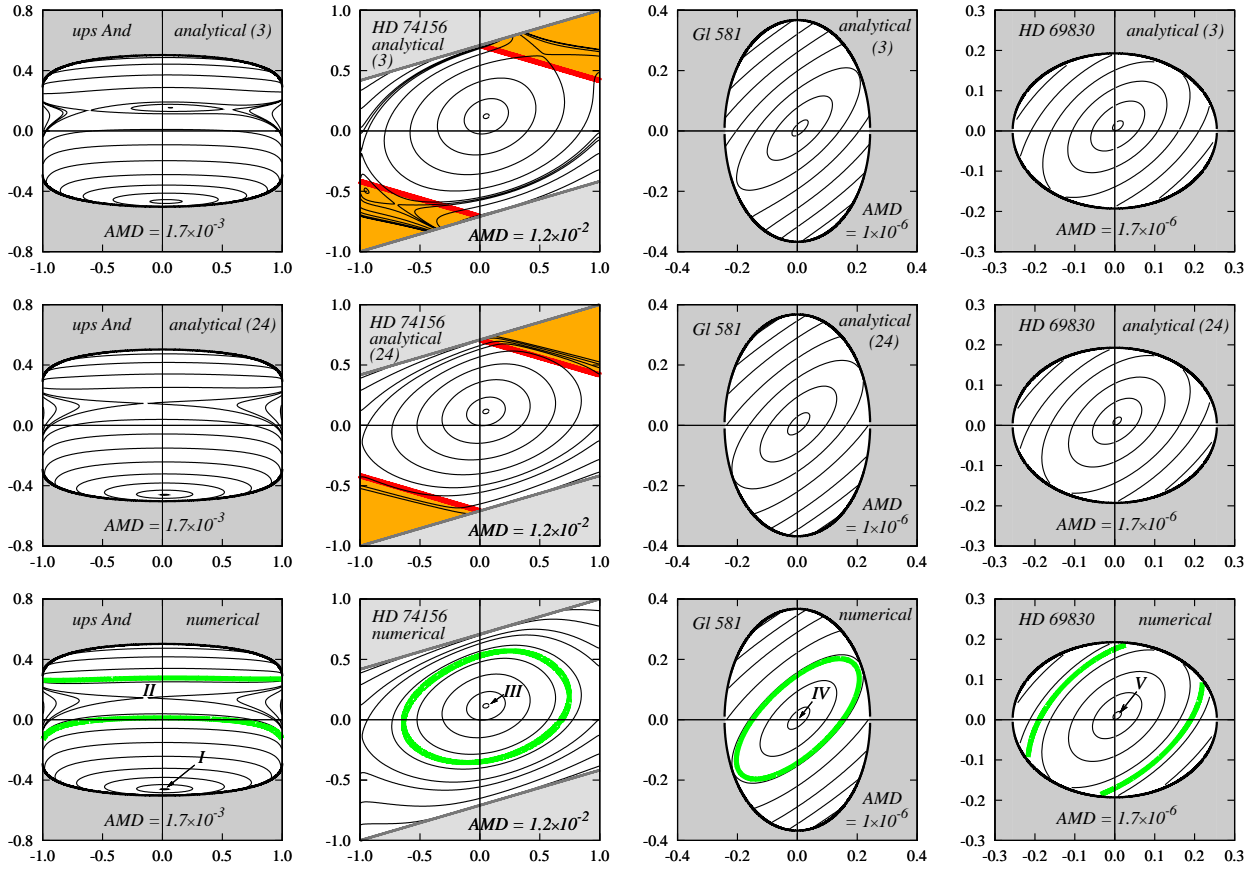 ups And analytical (3)
AMD = 1.7×10-3
0.8
0.4
0.0
-0.4
-0.8
-1.0 -0.5 0.0 0.5 1.0
HD 74156
analytical
(3)
AMD = 1.2×10-2
1.0
0.5
0.0
-0.5
1.0
-1.0 -0.5 0.0 0.5 1.0
Gl 581 analytical
(3)
AMD
= 1×10-6
0.4
0.2
0.0
-0.2
-0.4
-0.4 -0.2 0.0 0.2 0.4
HD 69830 analytical (3)
AMD = 1.7×10-6
0.3
0.2
0.1
0.0
-0.1
-0.2
-0.3
-0.3 -0.2 -0.1 0.0 0.1 0.2 0.3
ups And analytical (24)
AMD = 1.7×10-3
0.8
0.4
0.0
-0.4
-0.8
-1.0 -0.5 0.0 0.5 1.0
HD 74156
analytical
(24)
AMD = 1.2×10-2
1.0
0.5
0.0
-0.5
1.0
-1.0 -0.5 0.0 0.5 1.0
Gl 581 analytical
(24)
AMD
= 1×10-6
0.4
0.2
0.0
-0.2
-0.4
-0.4 -0.2 0.0 0.2 0.4
HD 69830 analytical (24)
AMD = 1.7×10-6
0.3
0.2
0.1
0.0
-0.1
-0.2
-0.3
-0.3 -0.2 -0.1 0.0 0.1 0.2 0.3
ups And numerical
II
I
AMD = 1.7×10-3
0.8
0.4
0.0
-0.4
-0.8
-1.0 -0.5 0.0 0.5 1.0
HD 74156
numerical
III
AMD = 1.2×10-2
1.0
0.5
0.0
-0.5
1.0
-1.0 -0.5 0.0 0.5 1.0
Gl 581 numerical
IV
AMD
= 1×10-6
0.4
0.2
0.0
-0.2
-0.4
-0.4 -0.2 0.0 0.2 0.4
HD 69830 numerical
V
AMD = 1.7×10-6
0.3
0.2
0.1
0.0
-0.1
-0.2
-0.3
-0.3 -0.2 -0.1 0.0 0.1 0.2 0.3